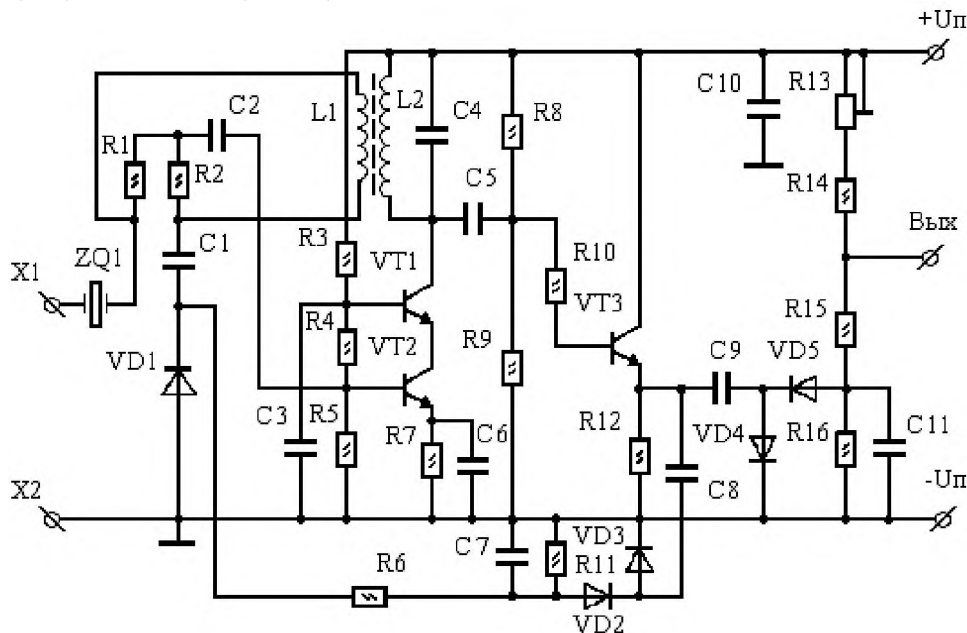 +Uп
C10
R13
C2
L1
L2
C4
R8
R1
R2
R14
C5
Вых
C1
R3
VT1
R10
X1
ZQ1
VT3
R15
R4
VT2
R9
C9
VD5
VD1
C3
R5
R7
C6
R12
VD4
R16
C11
X2
C8
-Uп
C7
VD3
R6
R11
VD2